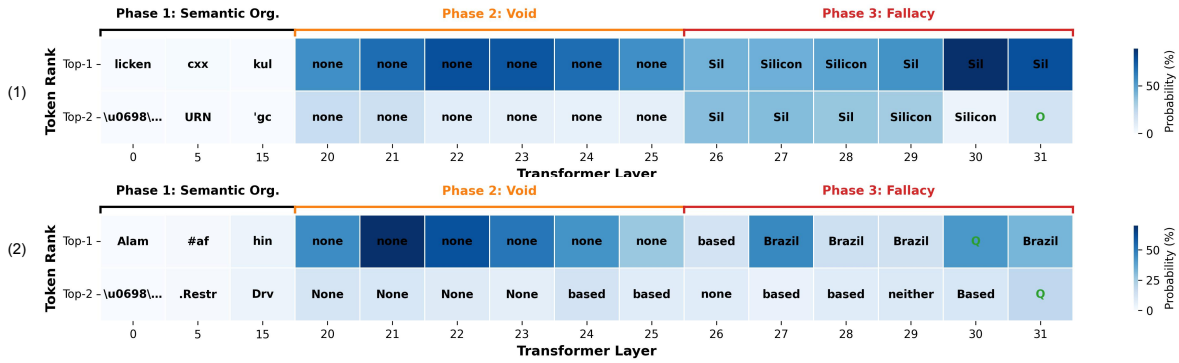 Phase 1: Semantic Org. Phase 2: Void Phase 3: Fallacy
(1)
Token Rank
Top-1 licken cxx kul none none none none none none Sil Silicon Silicon Sil Sil Sil
Top-2 \u0698\... URN 'gc none none none none none none Sil Sil Sil Silicon Silicon O
0 5 15 20 21 22 23 24 25 26 27 28 29 30 31
Transformer Layer
50
0
Probability (%)
Phase 1: Semantic Org. Phase 2: Void Phase 3: Fallacy
(2)
Token Rank
Top-1 Alam #af hin none none none none none none based Brazil Brazil Brazil Q Brazil
Top-2 \u0698\... .Restr Drv None None None None based based none based based neither Based Q
0 5 15 20 21 22 23 24 25 26 27 28 29 30 31
Transformer Layer
50
25
0
Probability (%)